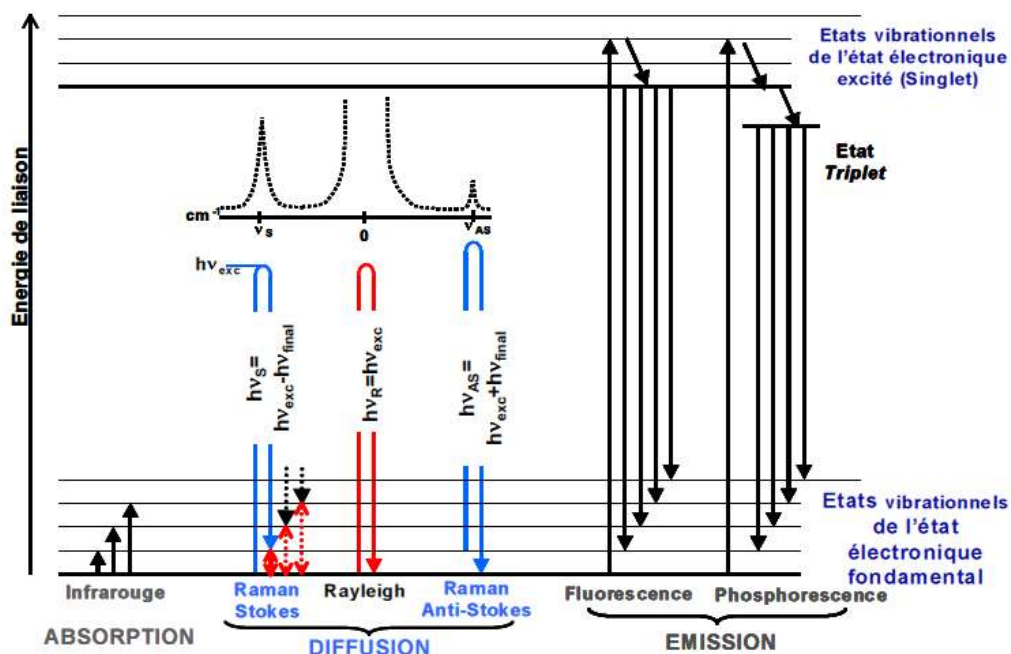 Energie de liaison
Etats vibrationnels
de l'état électronique
excité (Singlet)
Etat
Triplet
cm⁻¹
νS
0
νAS
hνexc
hνS=
hνexc-hνfinal
hνR=hνexc
hνAS=
hνexc+hνfinal
Etats vibrationnels
de l'état
électronique
fondamental
Infrarouge
Raman
Stokes
Rayleigh
Raman
Anti-Stokes
Fluorescence
Phosphorescence
ABSORPTION
DIFFUSION
EMISSION